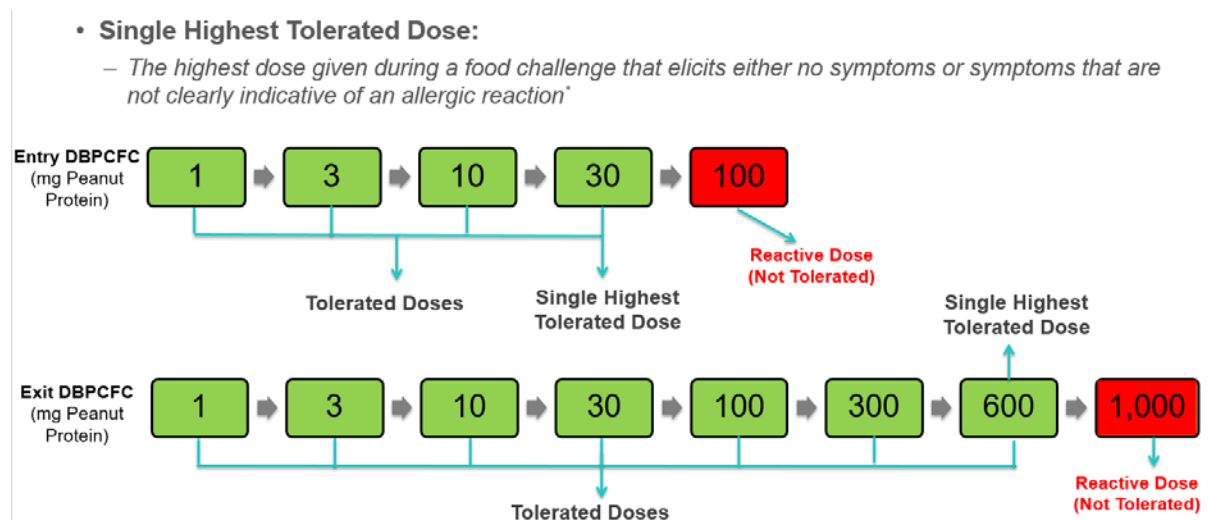 • Single Highest Tolerated Dose:
– The highest dose given during a food challenge that elicits either no symptoms or symptoms that are
not clearly indicative of an allergic reaction*
Entry DBPCFC
(mg Peanut
Protein)
1
3
10
30
100
Reactive Dose
(Not Tolerated)
Tolerated Doses
Single Highest
Tolerated Dose
Single Highest
Tolerated Dose
Exit DBPCFC
(mg Peanut
Protein)
1
3
10
30
100
300
600
1,000
Reactive Dose
(Not Tolerated)
Tolerated Doses